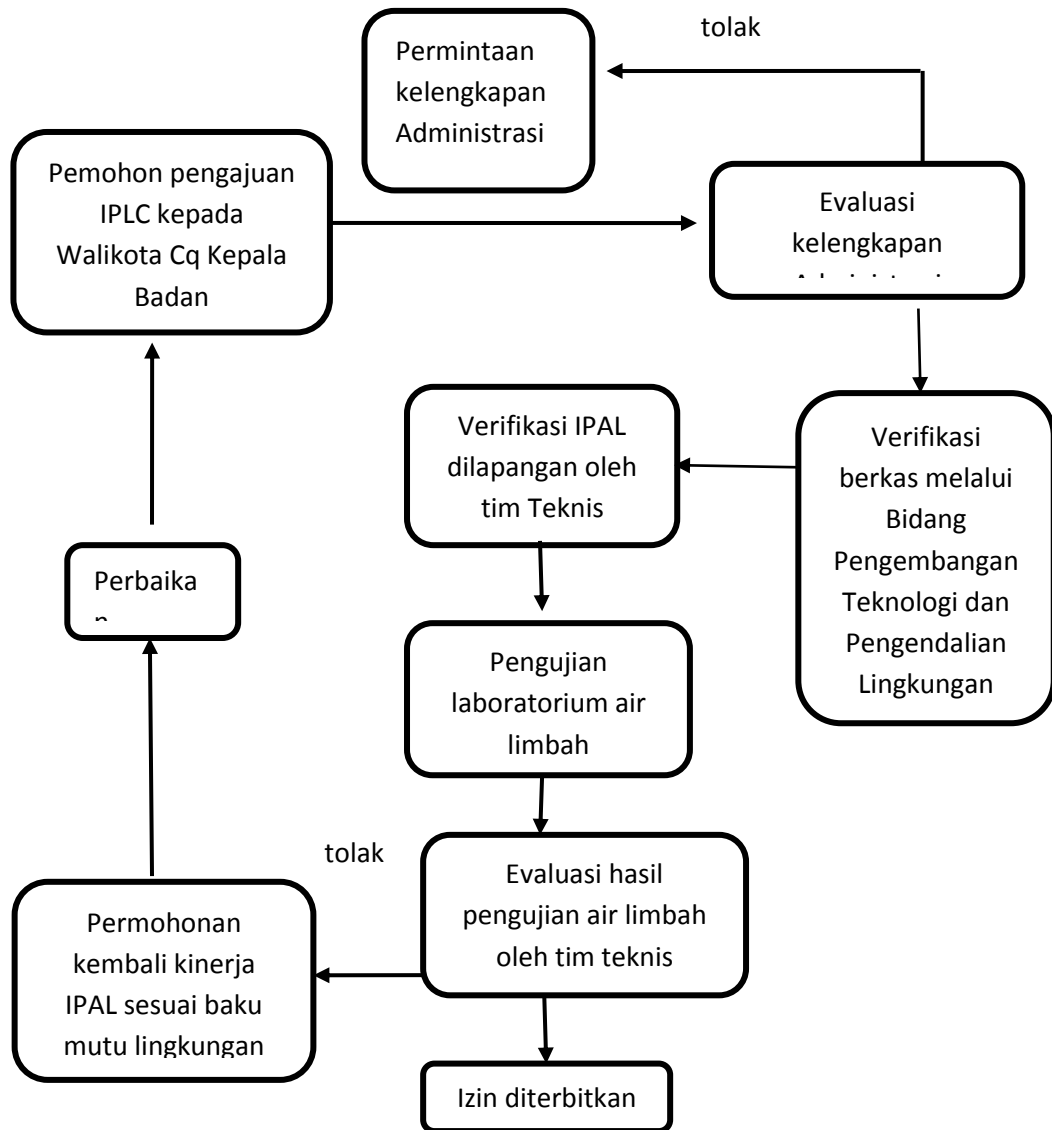 tolak
Permintaan
kelengkapan
Administrasi
Pemohon pengajuan
IPLC kepada
Walikota Cq Kepala
Badan
Evaluasi
kelengkapan
Verifikasi IPAL
dilapangan oleh
tim Teknis
Verifikasi
berkas melalui
Bidang
Pengembangan
Teknologi dan
Pengendalian
Lingkungan
Perbaika
n
Pengujian
laboratorium air
limbah
tolak
Evaluasi hasil
pengujian air limbah
oleh tim teknis
Permohonan
kembali kinerja
IPAL sesuai baku
mutu lingkungan
Izin diterbitkan